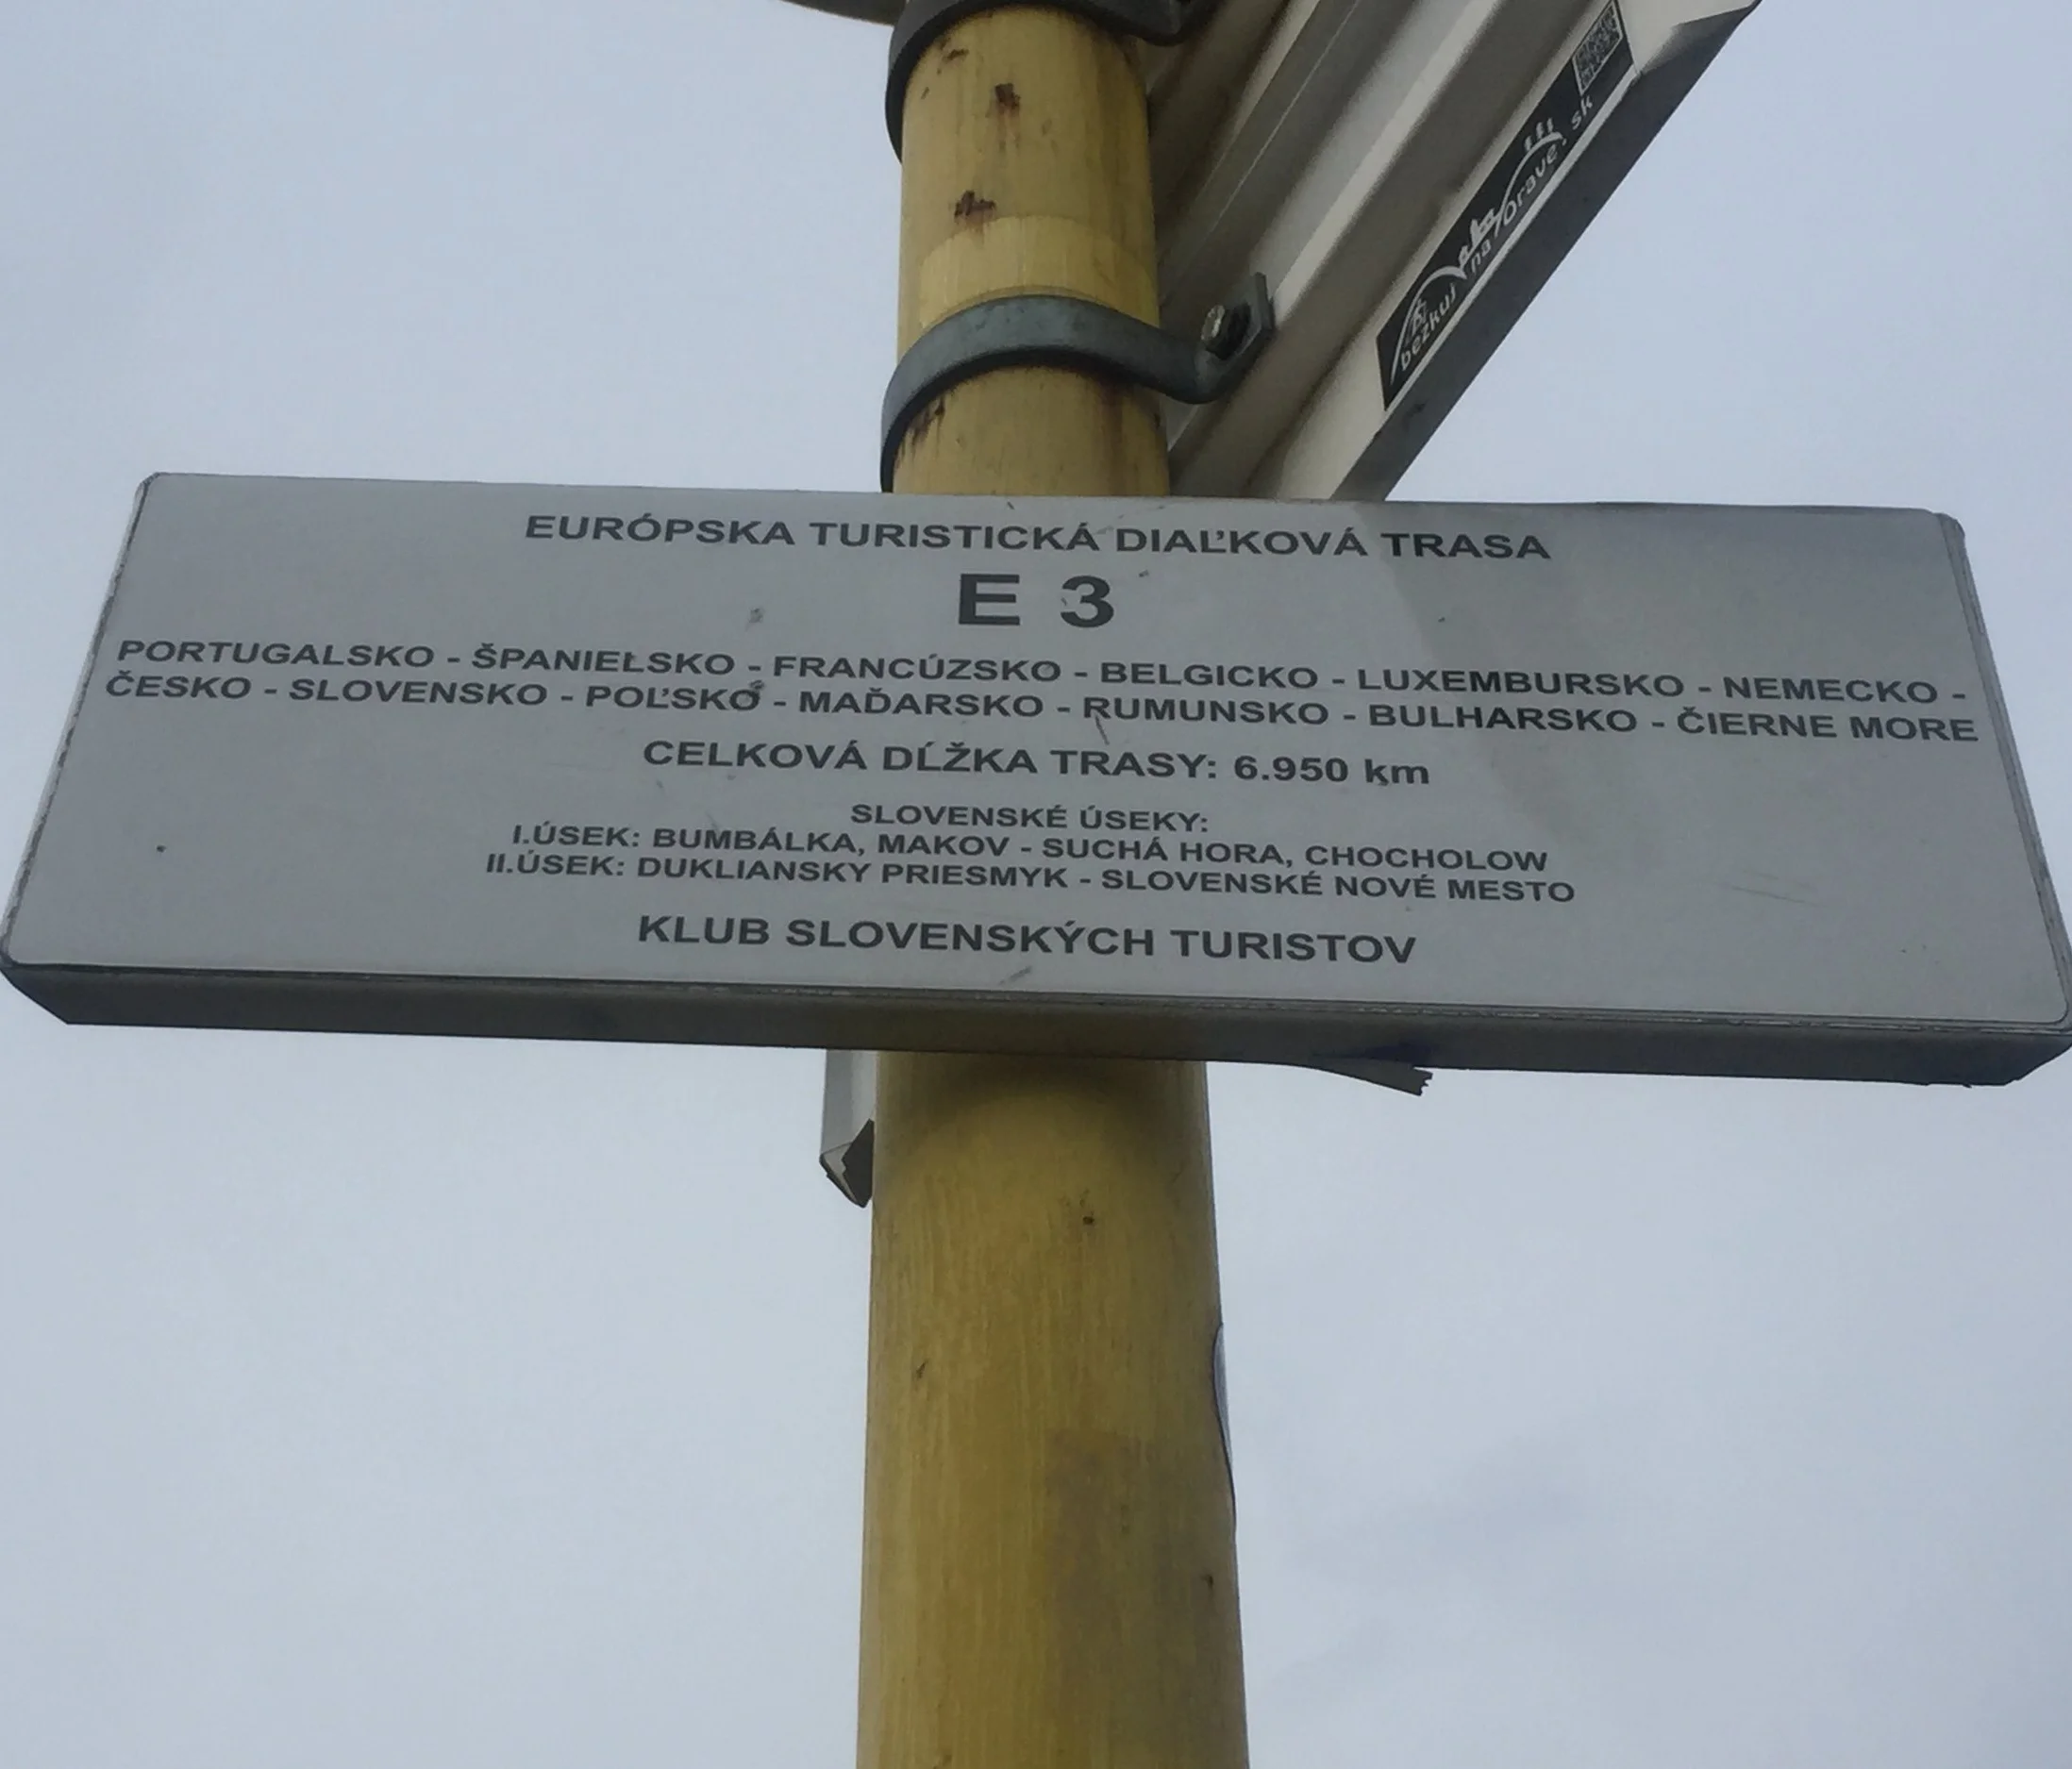 bezkuj na Orave.sk
EURÓPSKA TURISTICKÁ DIAĽKOVÁ TRASA
E 3
PORTUGALSKO - ŠPANIELSKO - FRANCÚZSKO - BELGICKO - LUXEMBURSKO - NEMECKO -
ČESKO - SLOVENSKO - POĽSKO - MAĎARSKO - RUMUNSKO - BULHARSKO - ČIERNE MORE
CELKOVÁ DĹŽKA TRASY: 6.950 km
SLOVENSKÉ ÚSEKY:
I.ÚSEK: BUMBÁLKA, MAKOV - SUCHÁ HORA, CHOCHOLOW
II.ÚSEK: DUKLIANSKY PRIESMYK - SLOVENSKÉ NOVÉ MESTO
KLUB SLOVENSKÝCH TURISTOV